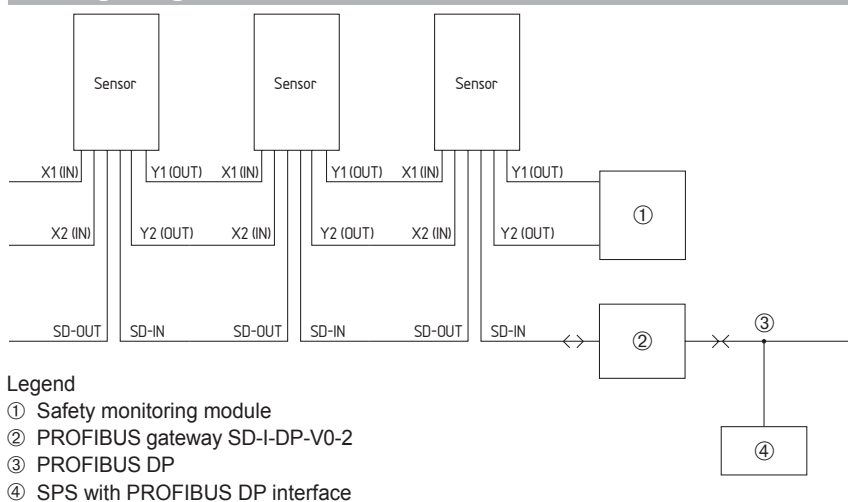 Sensor Sensor Sensor
X1 (IN) Y1 (OUT) X1 (IN) Y1 (OUT) X1 (IN) Y1 (OUT)
①
X2 (IN) Y2 (OUT) X2 (IN) Y2 (OUT) X2 (IN) Y2 (OUT)
③
SD-OUT SD-IN SD-OUT SD-IN SD-OUT SD-IN
②
Legend
① Safety monitoring module
② PROFIBUS gateway SD-I-DP-V0-2
③ PROFIBUS DP
④
④ SPS with PROFIBUS DP interface